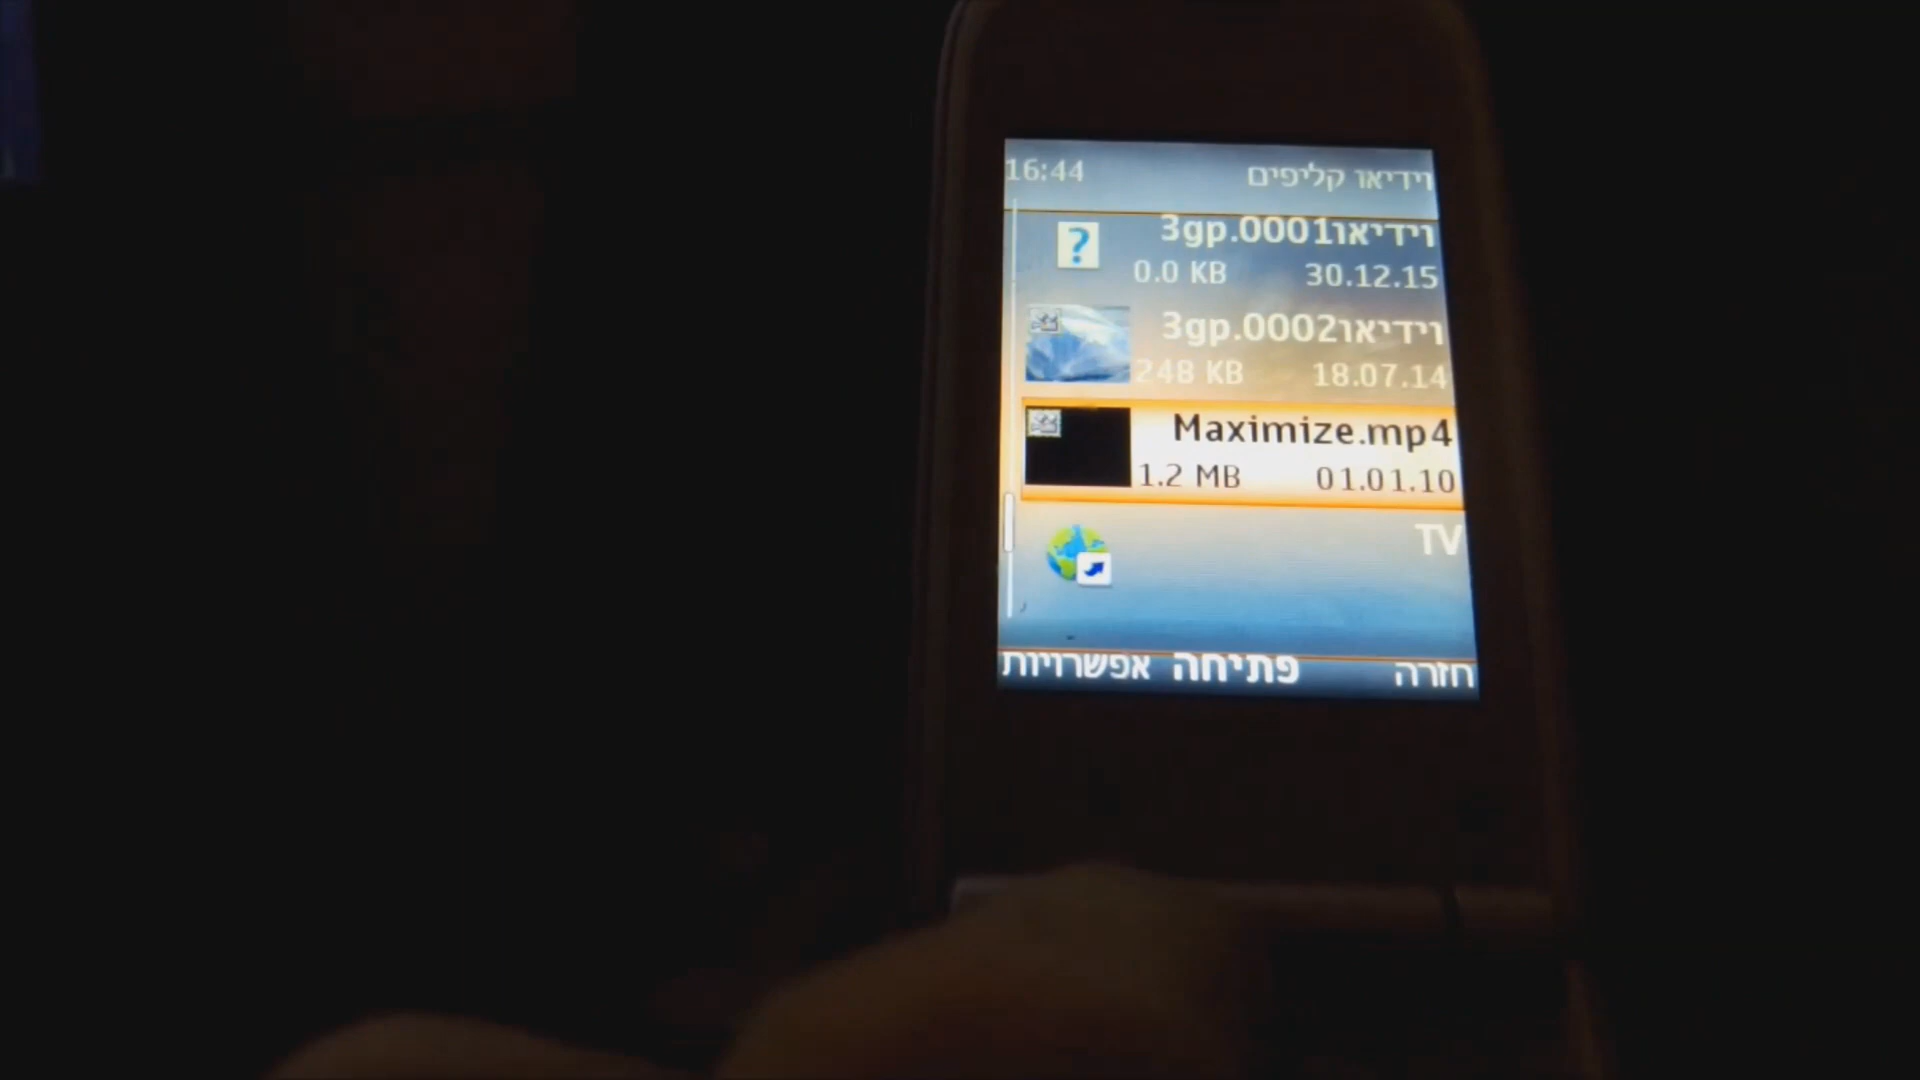 16:44
וידיאו קליפים
וידיאו0001.3gp
0.0 KB 30.12.15
וידיאו0002.3gp
248 KB 18.07.14
Maximize.mp4
1.2 MB 01.01.10
TV
אפשרויות פתיחה חזרה